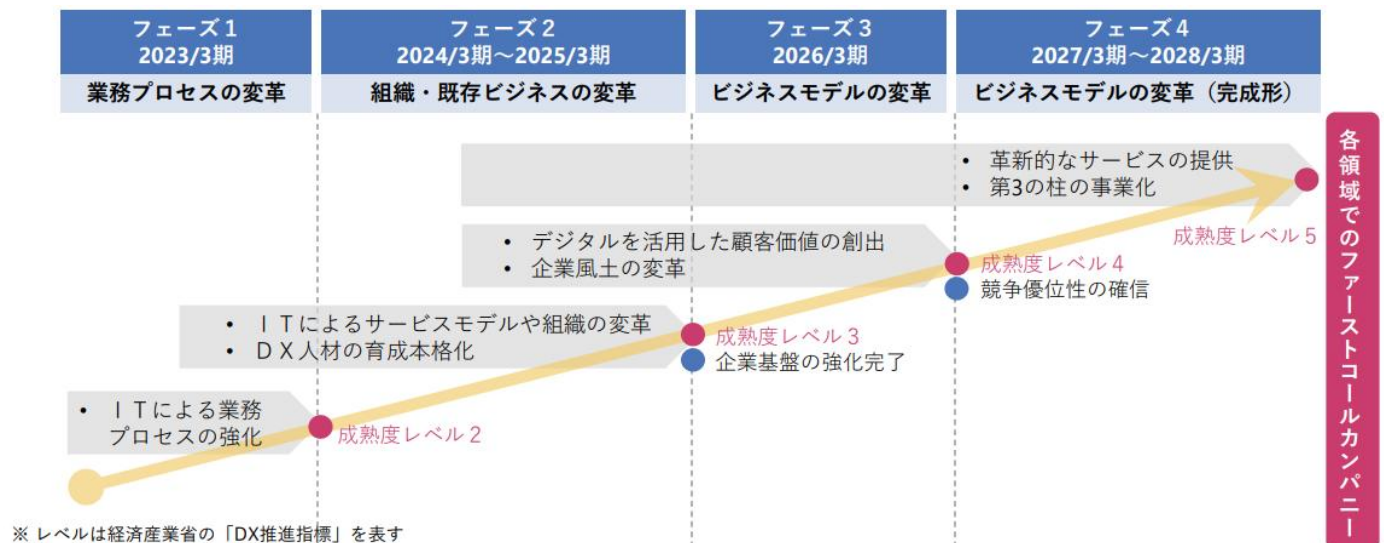 フェーズ１
2023/3期
業務プロセスの変革
フェーズ２
2024/3期～2025/3期
組織・既存ビジネスの変革
フェーズ３
2026/3期
ビジネスモデルの変革
フェーズ４
2027/3期～2028/3期
ビジネスモデルの変革（完成形）
• 革新的なサービスの提供
• 第3の柱の事業化
成熟度レベル５
• デジタルを活用した顧客価値の創出
• 企業風土の変革
成熟度レベル４
競争優位性の確信
• ＩＴによるサービスモデルや組織の変革
• ＤＸ人材の育成本格化
成熟度レベル３
企業基盤の強化完了
• ＩＴによる業務
プロセスの強化
成熟度レベル２
各領域でのファーストコールカンパニー
※ レベルは経済産業省の「DX推進指標」を表す